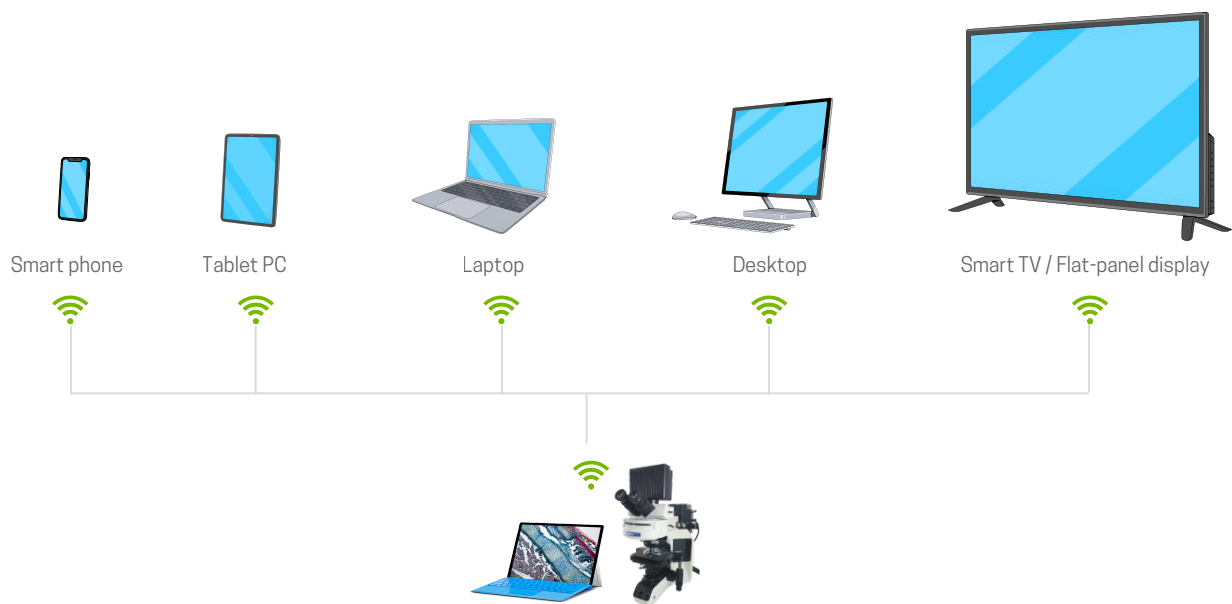 Smart phone
Tablet PC
Laptop
Desktop
Smart TV / Flat-panel display